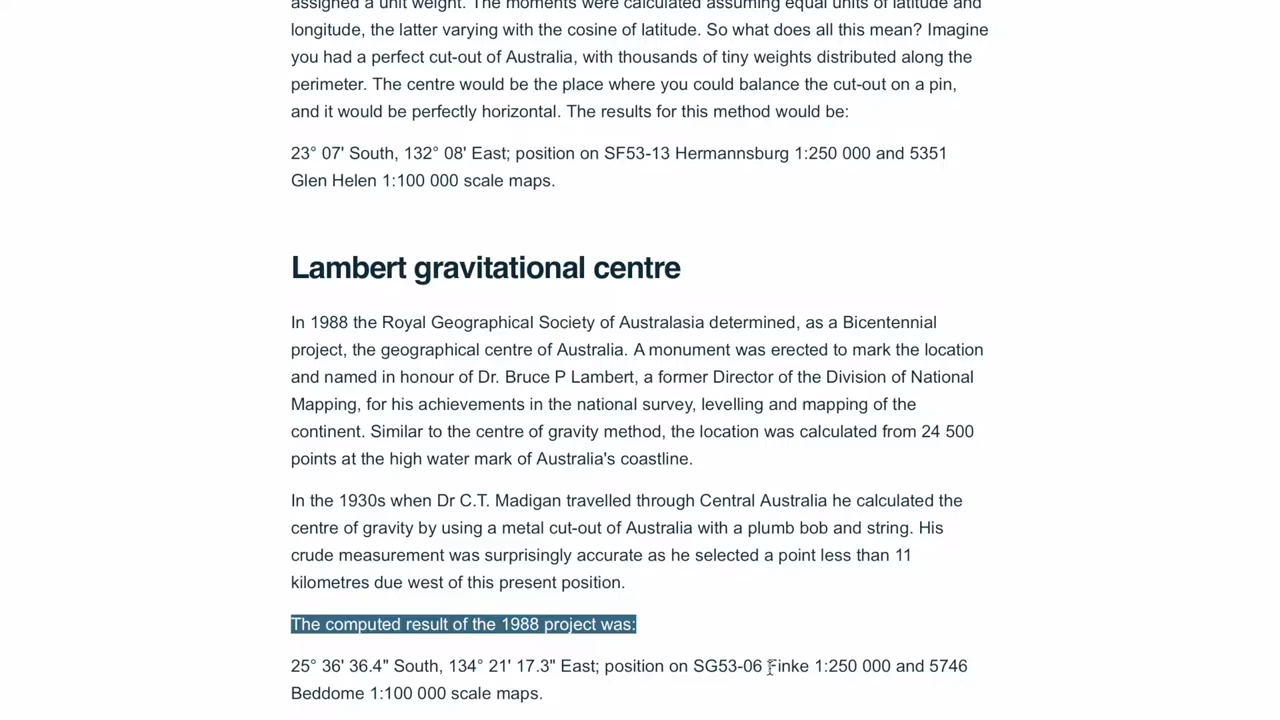 assigned a unit weight. The moments were calculated assuming equal units of latitude and
longitude, the latter varying with the cosine of latitude. So what does all this mean? Imagine
you had a perfect cut-out of Australia, with thousands of tiny weights distributed along the
perimeter. The centre would be the place where you could balance the cut-out on a pin,
and it would be perfectly horizontal. The results for this method would be:
23° 07' South, 132° 08' East; position on SF53-13 Hermannsburg 1:250 000 and 5351
Glen Helen 1:100 000 scale maps.
Lambert gravitational centre
In 1988 the Royal Geographical Society of Australasia determined, as a Bicentennial
project, the geographical centre of Australia. A monument was erected to mark the location
and named in honour of Dr. Bruce P Lambert, a former Director of the Division of National
Mapping, for his achievements in the national survey, levelling and mapping of the
continent. Similar to the centre of gravity method, the location was calculated from 24 500
points at the high water mark of Australia's coastline.
In the 1930s when Dr C.T. Madigan travelled through Central Australia he calculated the
centre of gravity by using a metal cut-out of Australia with a plumb bob and string. His
crude measurement was surprisingly accurate as he selected a point less than 11
kilometres due west of this present position.
The computed result of the 1988 project was:
25° 36' 36.4" South, 134° 21' 17.3" East; position on SG53-06 Finke 1:250 000 and 5746
Beddome 1:100 000 scale maps.